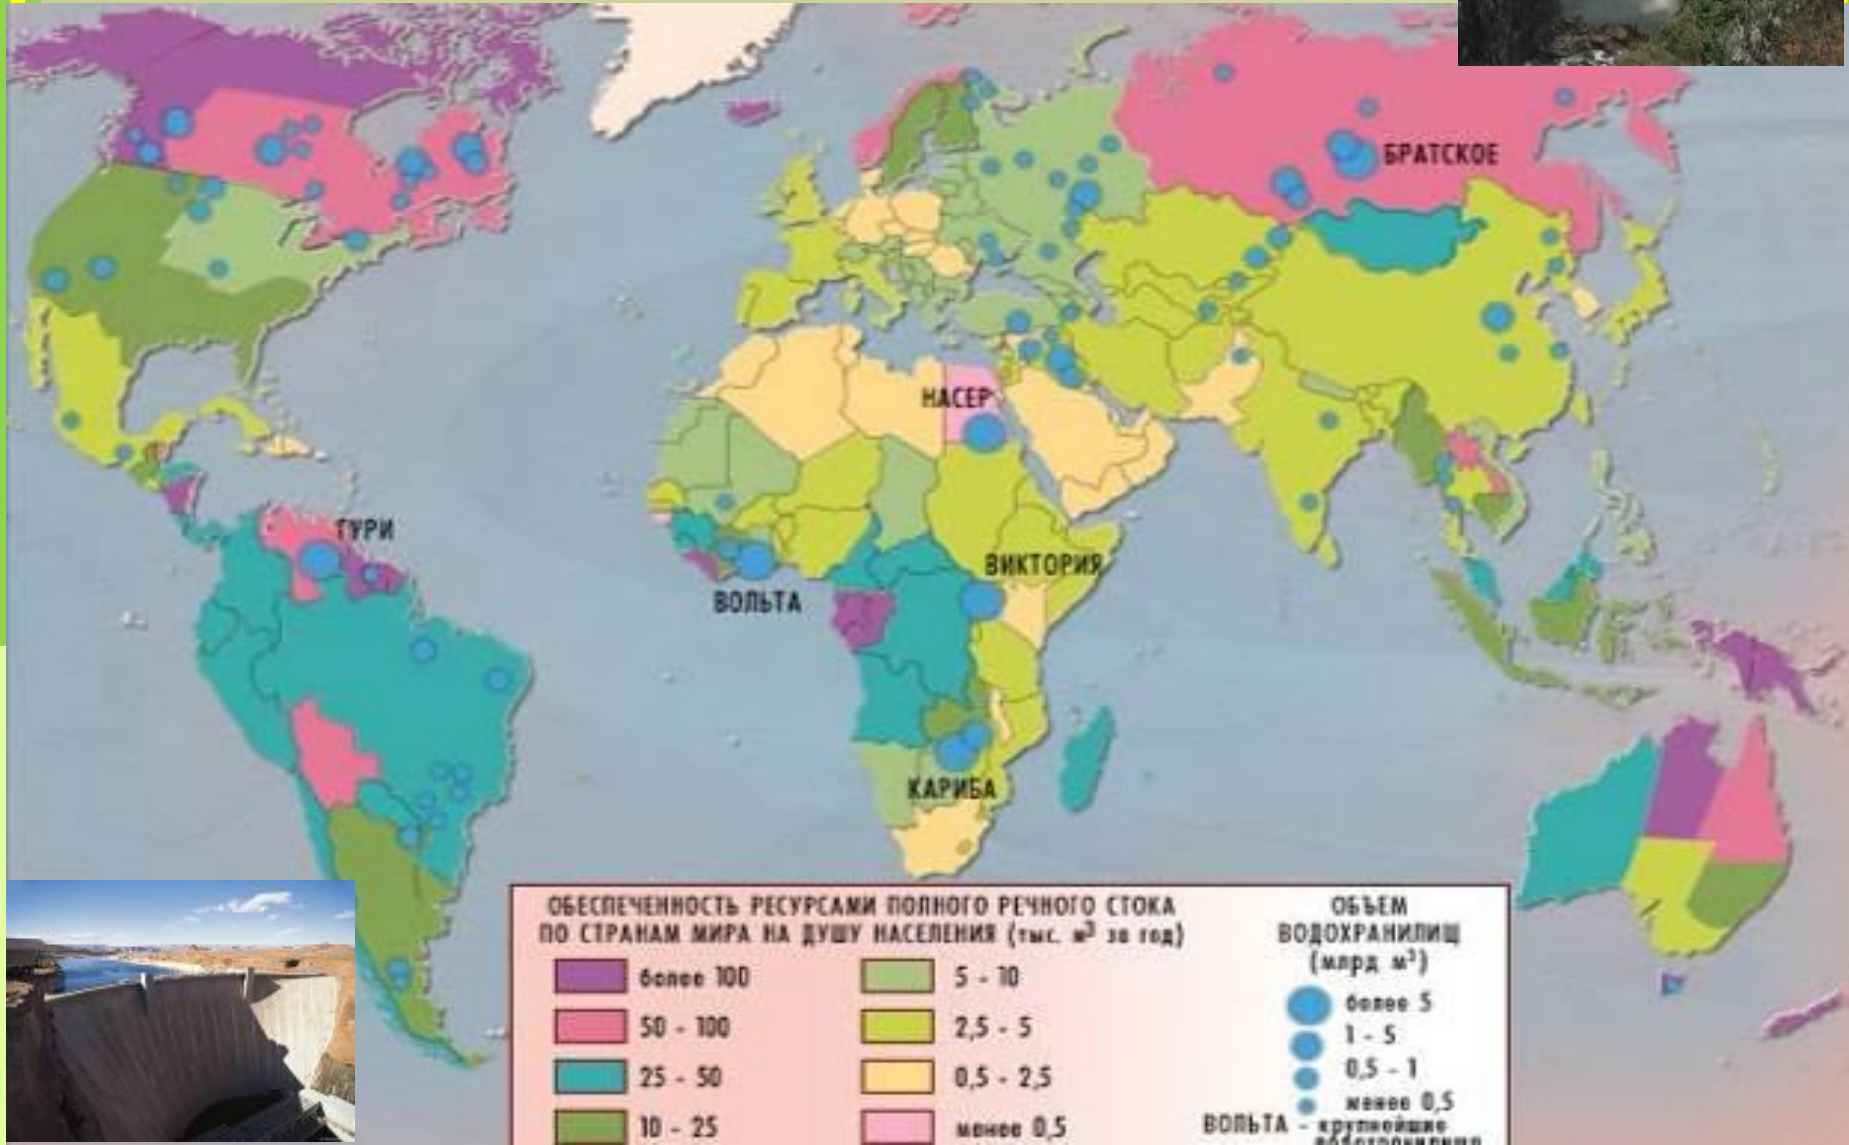 БРАТСКОЕ
НАСЕР
ГУРИ
ВИКТОРИЯ
ВОЛЬТА
КАРИБА
ОБЕСПЕЧЕННОСТЬ РЕСУРСАМИ ПОЛНОГО РЕЧНОГО СТОКА
ПО СТРАНАМ МИРА НА ДУШУ НАСЕЛЕНИЯ (тыс. м³ за год)
более 100
50 - 100
25 - 50
10 - 25
5 - 10
2,5 - 5
0,5 - 2,5
менее 0,5
ОБЪЕМ
ВОДОХРАНИЛИЩ
(млрд м³)
более 5
1 - 5
0,5 - 1
менее 0,5
ВОЛЬТА - крупнейшие
водохранилища